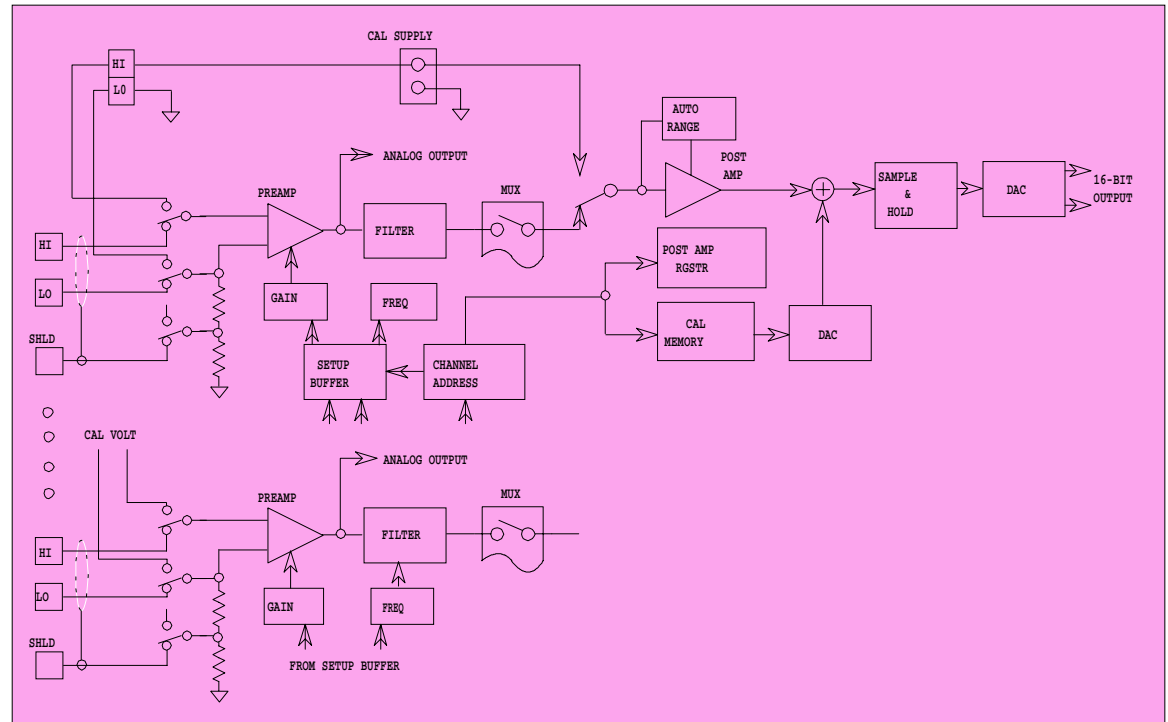 CAL SUPPLY
HI
L0
AUTO
RANGE
POST
AMP
ANALOG OUTPUT
PREAMP
MUX
SAMPLE
&
HOLD
DAC
16-BIT
OUTPUT
HI
FILTER
POST AMP
RGSTR
LO
GAIN
FREQ
CAL
MEMORY
DAC
SHLD
SETUP
BUFFER
CHANNEL
ADDRESS
CAL VOLT
ANALOG OUTPUT
PREAMP
MUX
HI
FILTER
LO
GAIN
FREQ
SHLD
FROM SETUP BUFFER